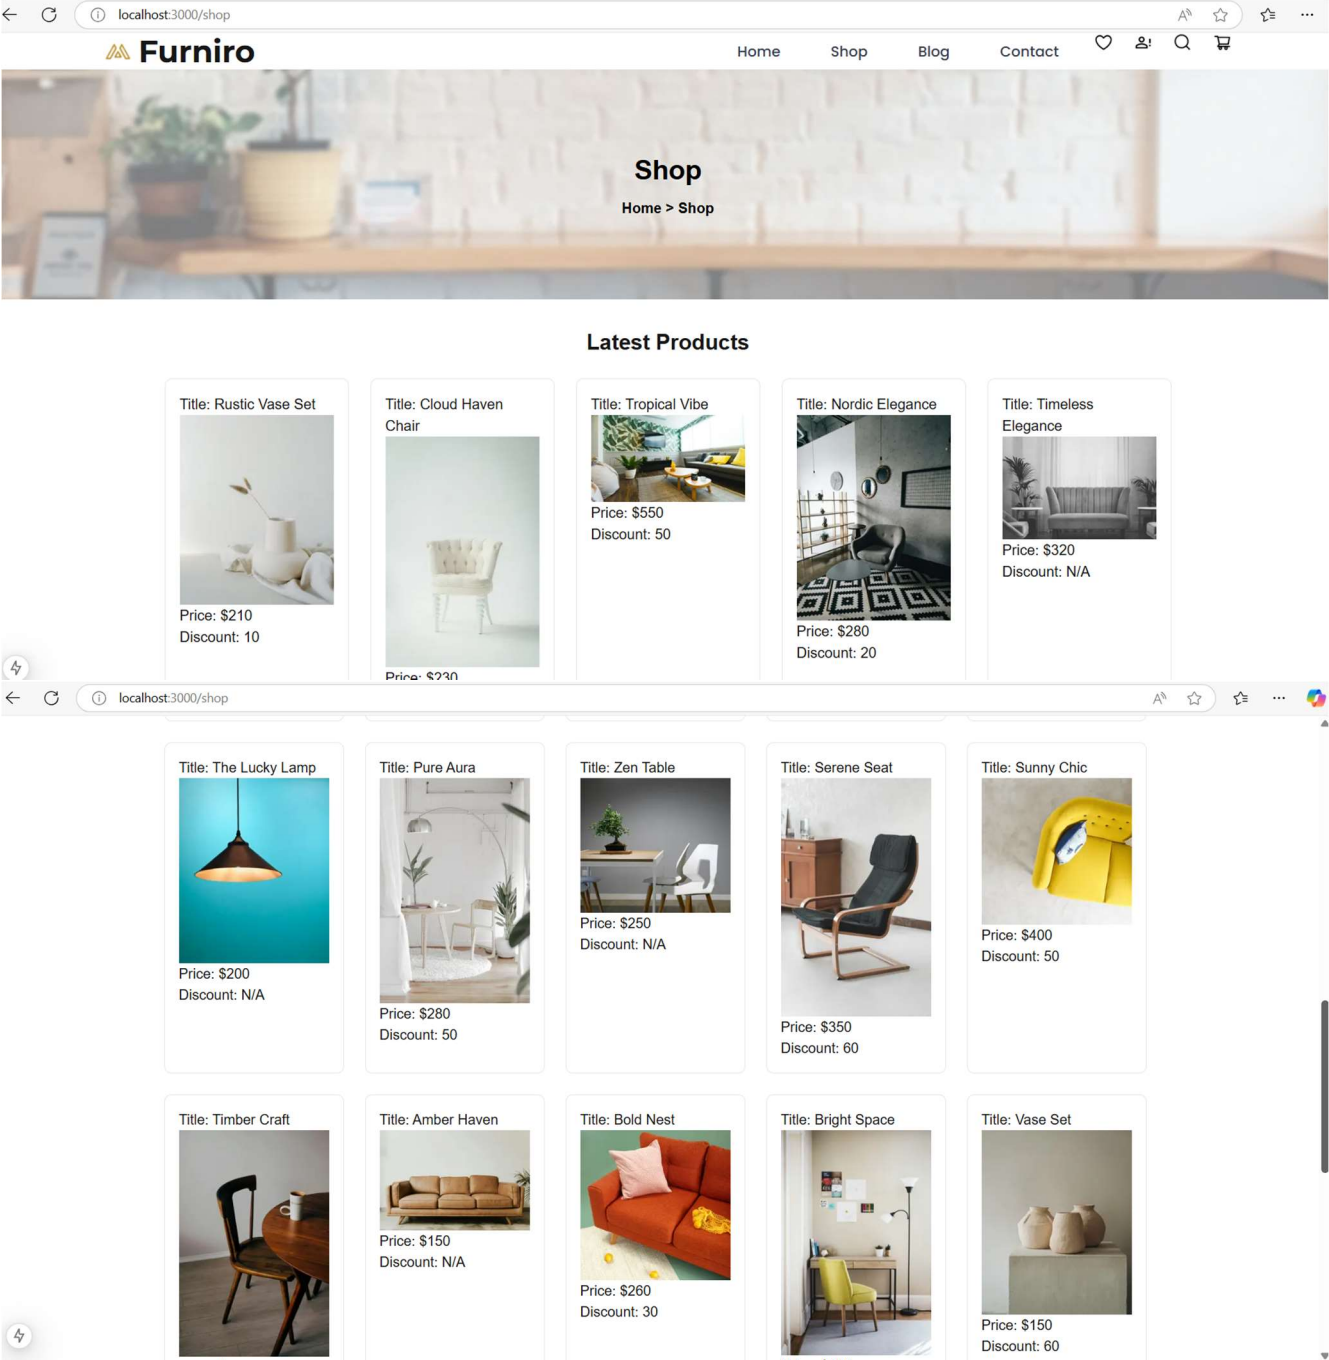 localhost:3000/shop
Furniro
Home Shop Blog Contact
Shop
Home > Shop
Latest Products
Title: Rustic Vase Set
Price: $210
Discount: 10
Title: Cloud Haven
Chair
Price: $230
Title: Tropical Vibe
Price: $550
Discount: 50
Title: Nordic Elegance
Price: $280
Discount: 20
Title: Timeless
Elegance
Price: $320
Discount: N/A
localhost:3000/shop
Title: The Lucky Lamp
Price: $200
Discount: N/A
Title: Pure Aura
Price: $280
Discount: 50
Title: Zen Table
Price: $250
Discount: N/A
Title: Serene Seat
Price: $350
Discount: 60
Title: Sunny Chic
Price: $400
Discount: 50
Title: Timber Craft
Title: Amber Haven
Price: $150
Discount: N/A
Title: Bold Nest
Price: $260
Discount: 30
Title: Bright Space
Title: Vase Set
Price: $150
Discount: 60